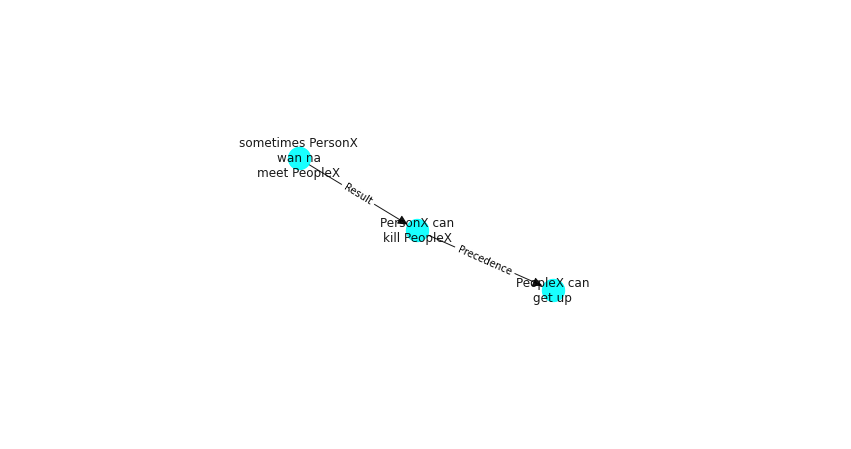 sometimes PersonX
wan na
meet PeopleX
Result
PersonX can
kill PeopleX
Precedence
PeopleX can
get up